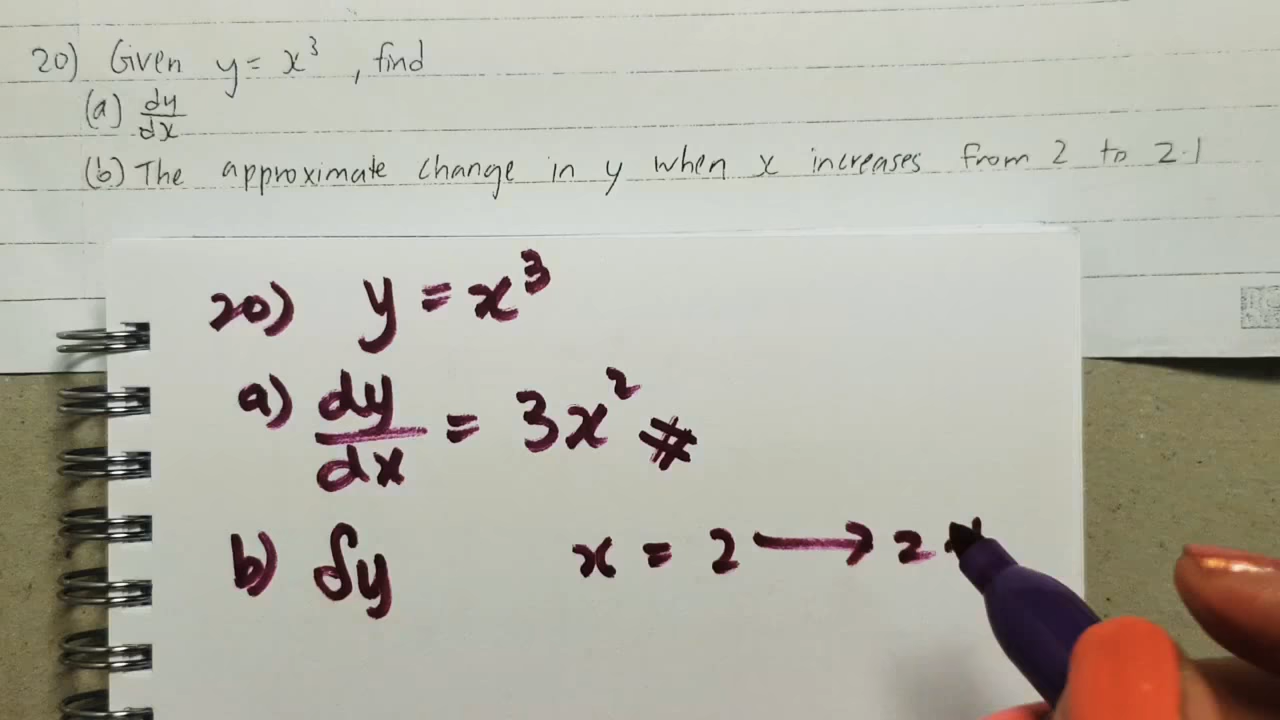 20) Given y = x³, find
(a) dy/dx
(b) The approximate change in y when x increases from 2 to 2.1
20) y = x³
a) dy/dx = 3x² #
b) δy x = 2 → 2